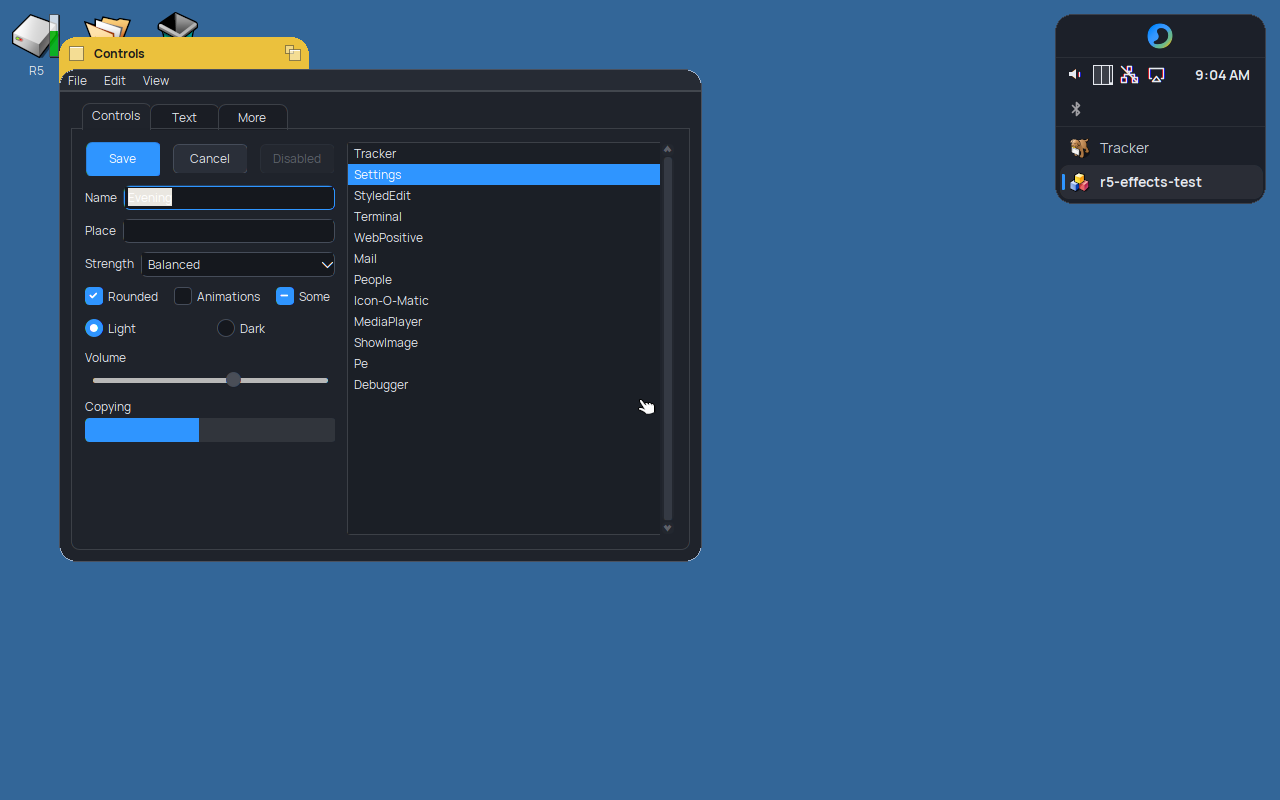 R5
Controls
File Edit View
Controls Text More
Save Cancel Disabled
Name Evening
Place
Strength Balanced
Rounded Animations Some
Light Dark
Volume
Copying
Tracker
Settings
StyledEdit
Terminal
WebPositive
Mail
People
Icon-O-Matic
MediaPlayer
ShowImage
Pe
Debugger
9:04 AM
Tracker
r5-effects-test